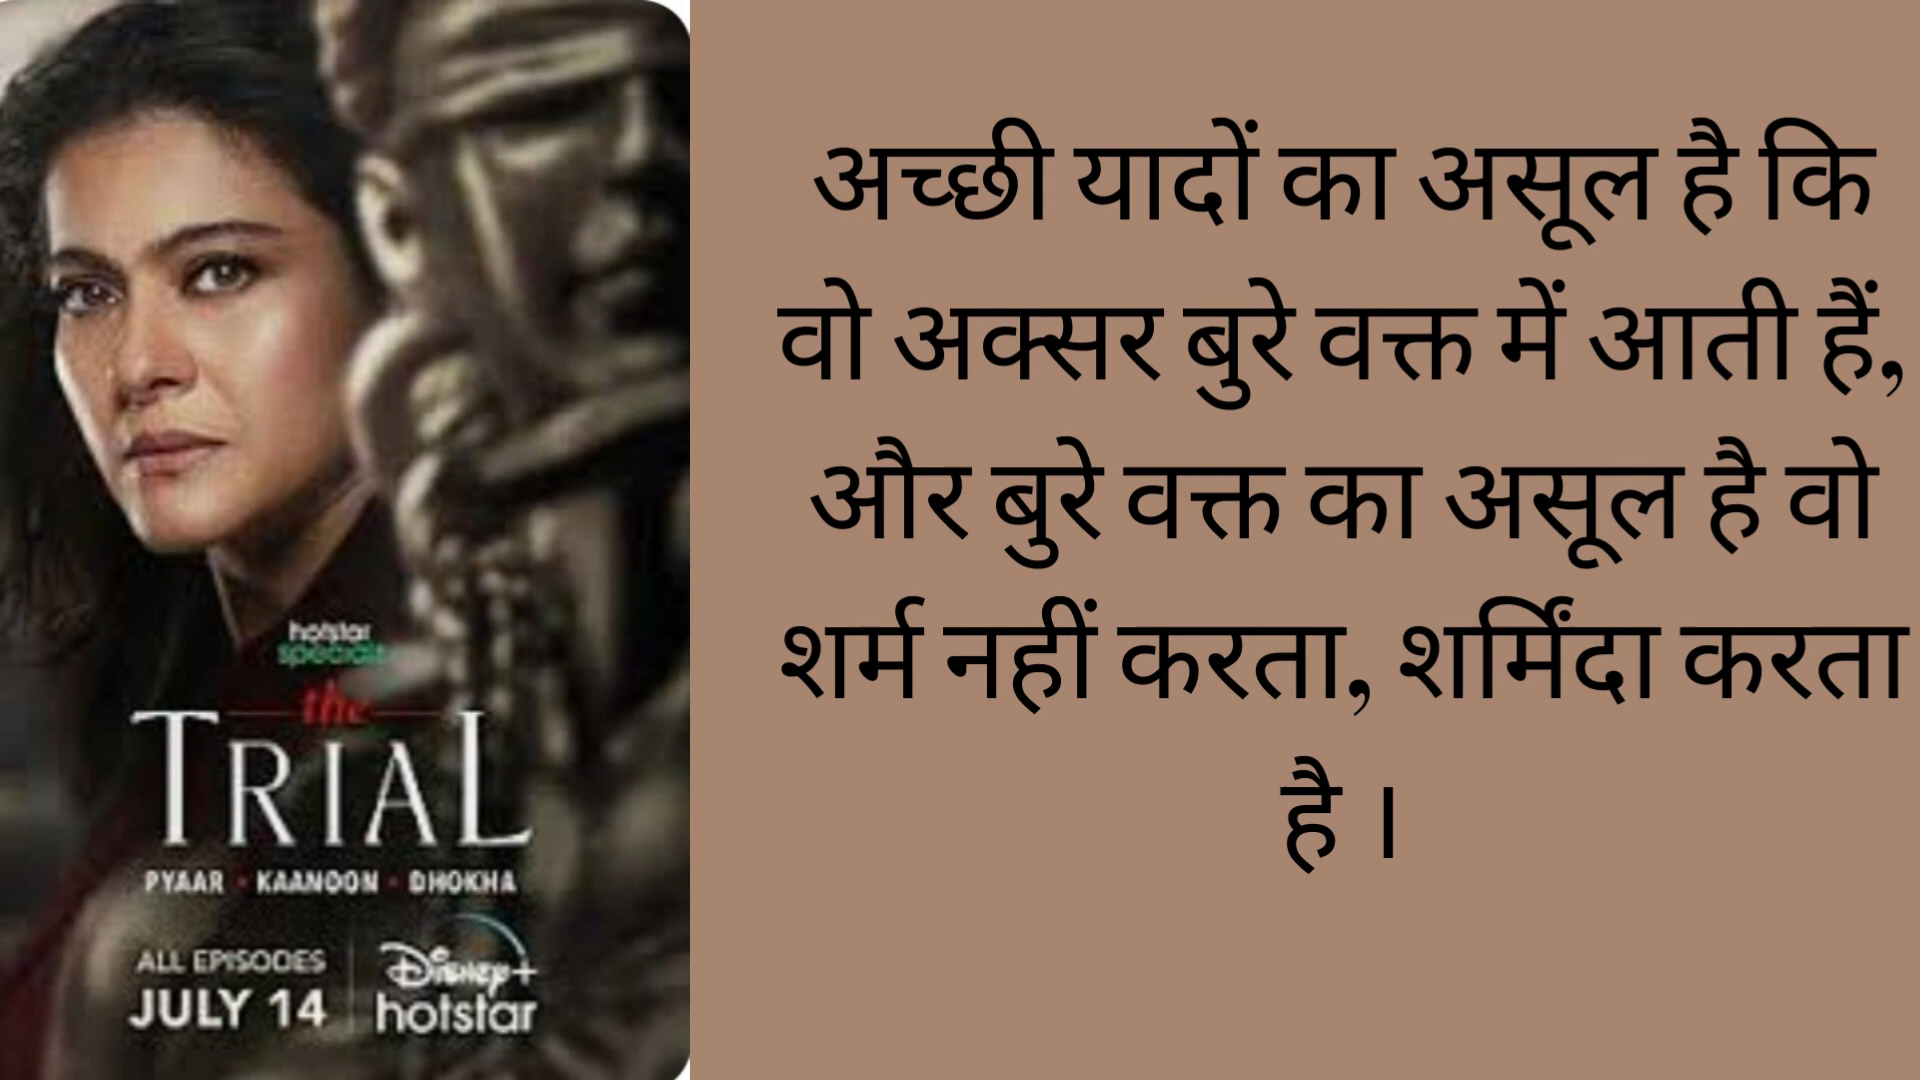 hotstar
specials
the
TRIAL
PYAAR · KAANOON · DHOKHA
ALL EPISODES
JULY 14
Disney+
hotstar
अच्छी यादों का असूल है कि
वो अक्सर बुरे वक्त में आती हैं,
और बुरे वक्त का असूल है वो
शर्म नहीं करता, शर्मिंदा करता
है ।